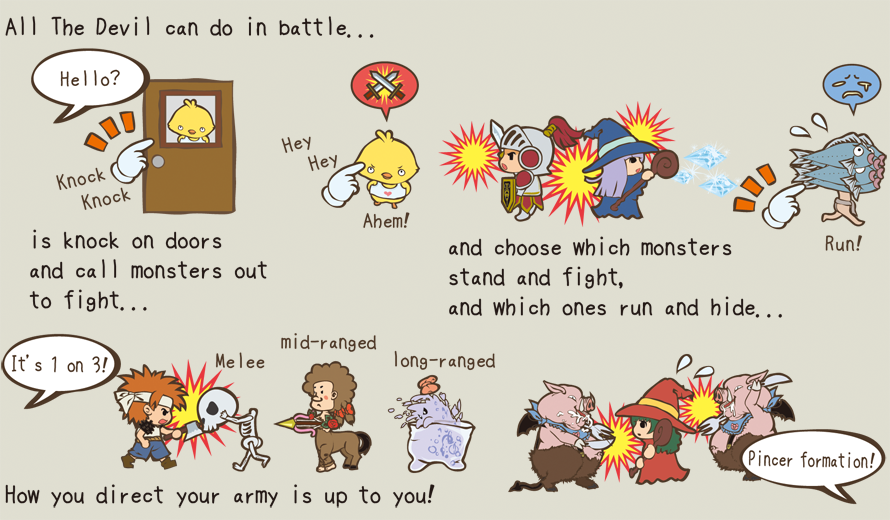 All The Devil can do in battle...
Hello?
Knock
Knock
Hey
Hey
Ahem!
Run!
is knock on doors
and call monsters out
to fight...
and choose which monsters
stand and fight,
and which ones run and hide...
It's 1 on 3!
Melee
mid-ranged
long-ranged
Pincer formation!
How you direct your army is up to you!